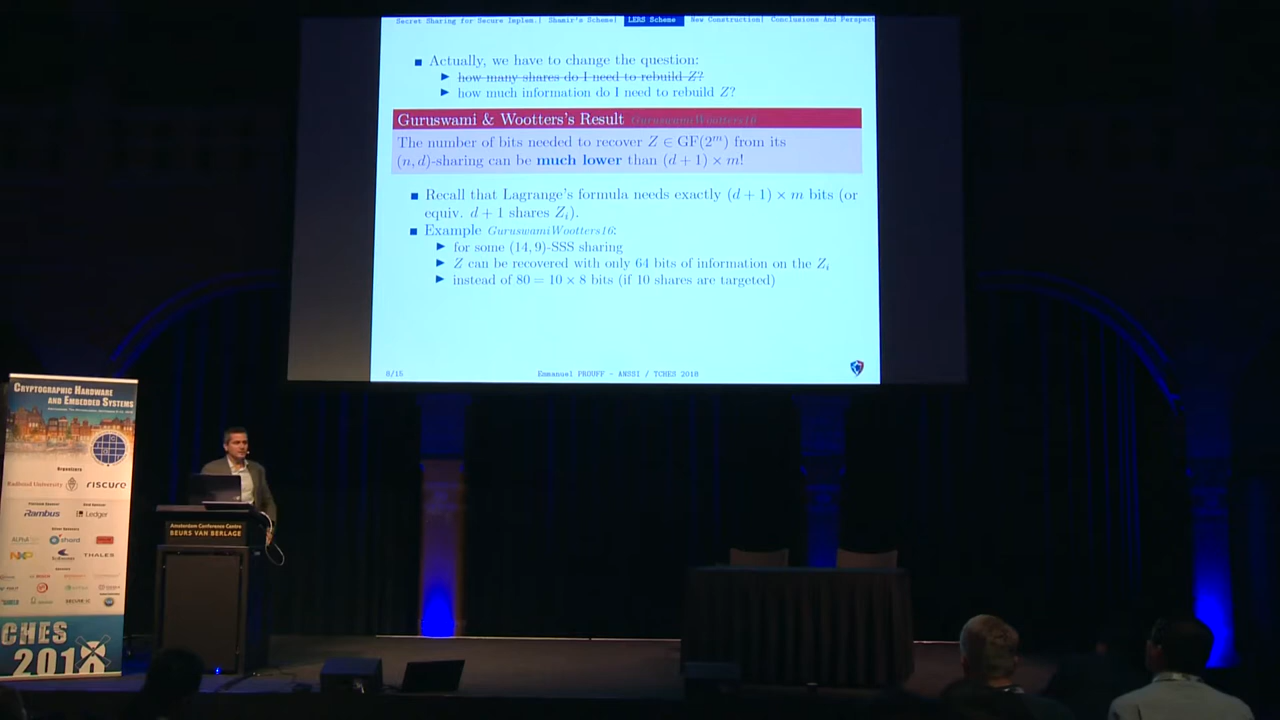 Secret Sharing for Secure Implem.| Shamir's Scheme| LERS Scheme New Construction| Conclusions And Perspect
■ Actually, we have to change the question:
▶ how many shares do I need to rebuild Z?
▶ how much information do I need to rebuild Z?
Guruswami & Wootters's Result GuruswamiWootters16
The number of bits needed to recover Z ∈ GF(2^m) from its
(n, d)-sharing can be much lower than (d + 1) × m!
■ Recall that Lagrange's formula needs exactly (d + 1) × m bits (or
equiv. d + 1 shares Z_i).
■ Example GuruswamiWootters16:
▶ for some (14, 9)-SSS sharing
▶ Z can be recovered with only 64 bits of information on the Z_i
▶ instead of 80 = 10 × 8 bits (if 10 shares are targeted)
8/15 Emmanuel PROUFF - ANSSI / TCHES 2018
Cryptographic Hardware
and Embedded Systems
Organizers
Radboud University riscure
Rambus Ledger
NXP THALES
Amsterdam Conference Centre
BEURS VAN BERLAGE
CHES
2018